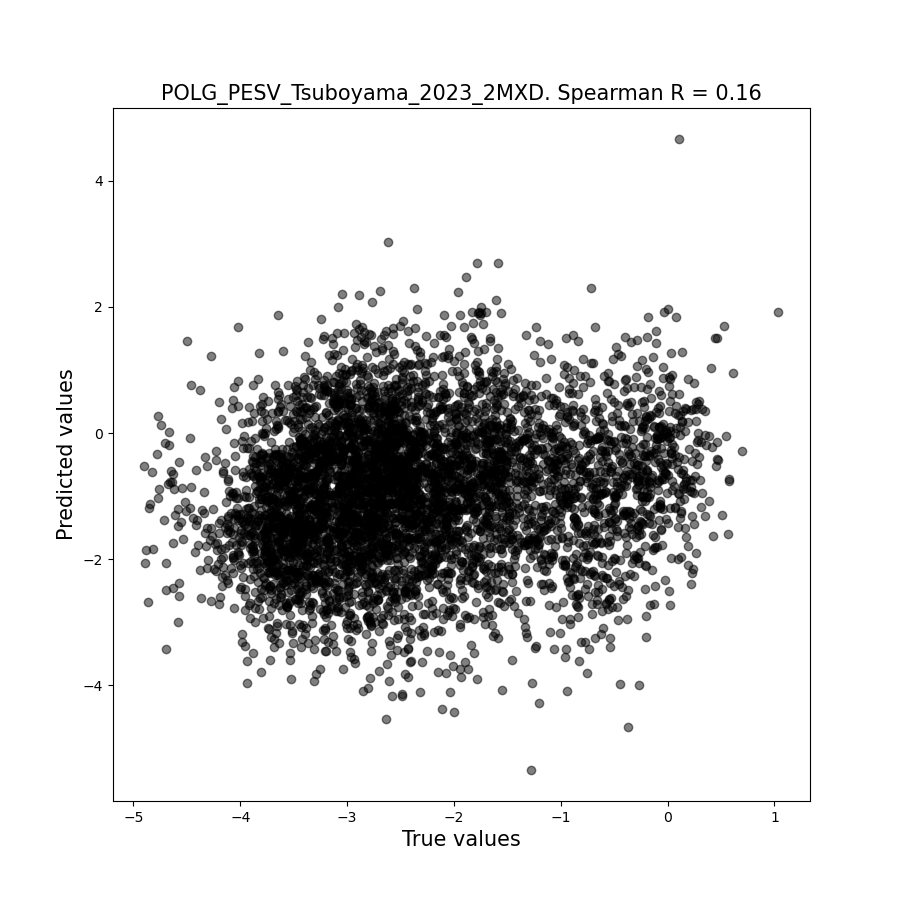 POLG_PESV_Tsuboyama_2023_2MXD. Spearman R = 0.16
4
2
0
−2
−4
Predicted values
−5 −4 −3 −2 −1 0 1
True values